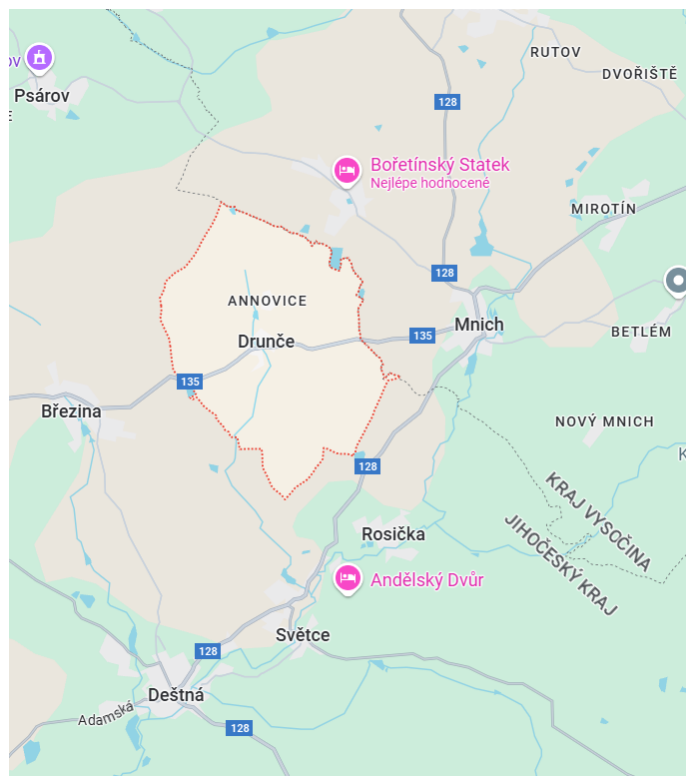 RUTOV
DVOŘIŠTĚ
OV
Psárov
E
128
Bořetínský Statek
Nejlépe hodnocené
MIROTÍN
128
ANNOVICE
Mnich
135
BETLÉM
Drunče
135
Březina
NOVÝ MNICH
K
128
KRAJ VYSOČINA
JIHOČESKÝ KRAJ
Rosička
Andělský Dvůr
Světce
128
Deštná
Adamská
128